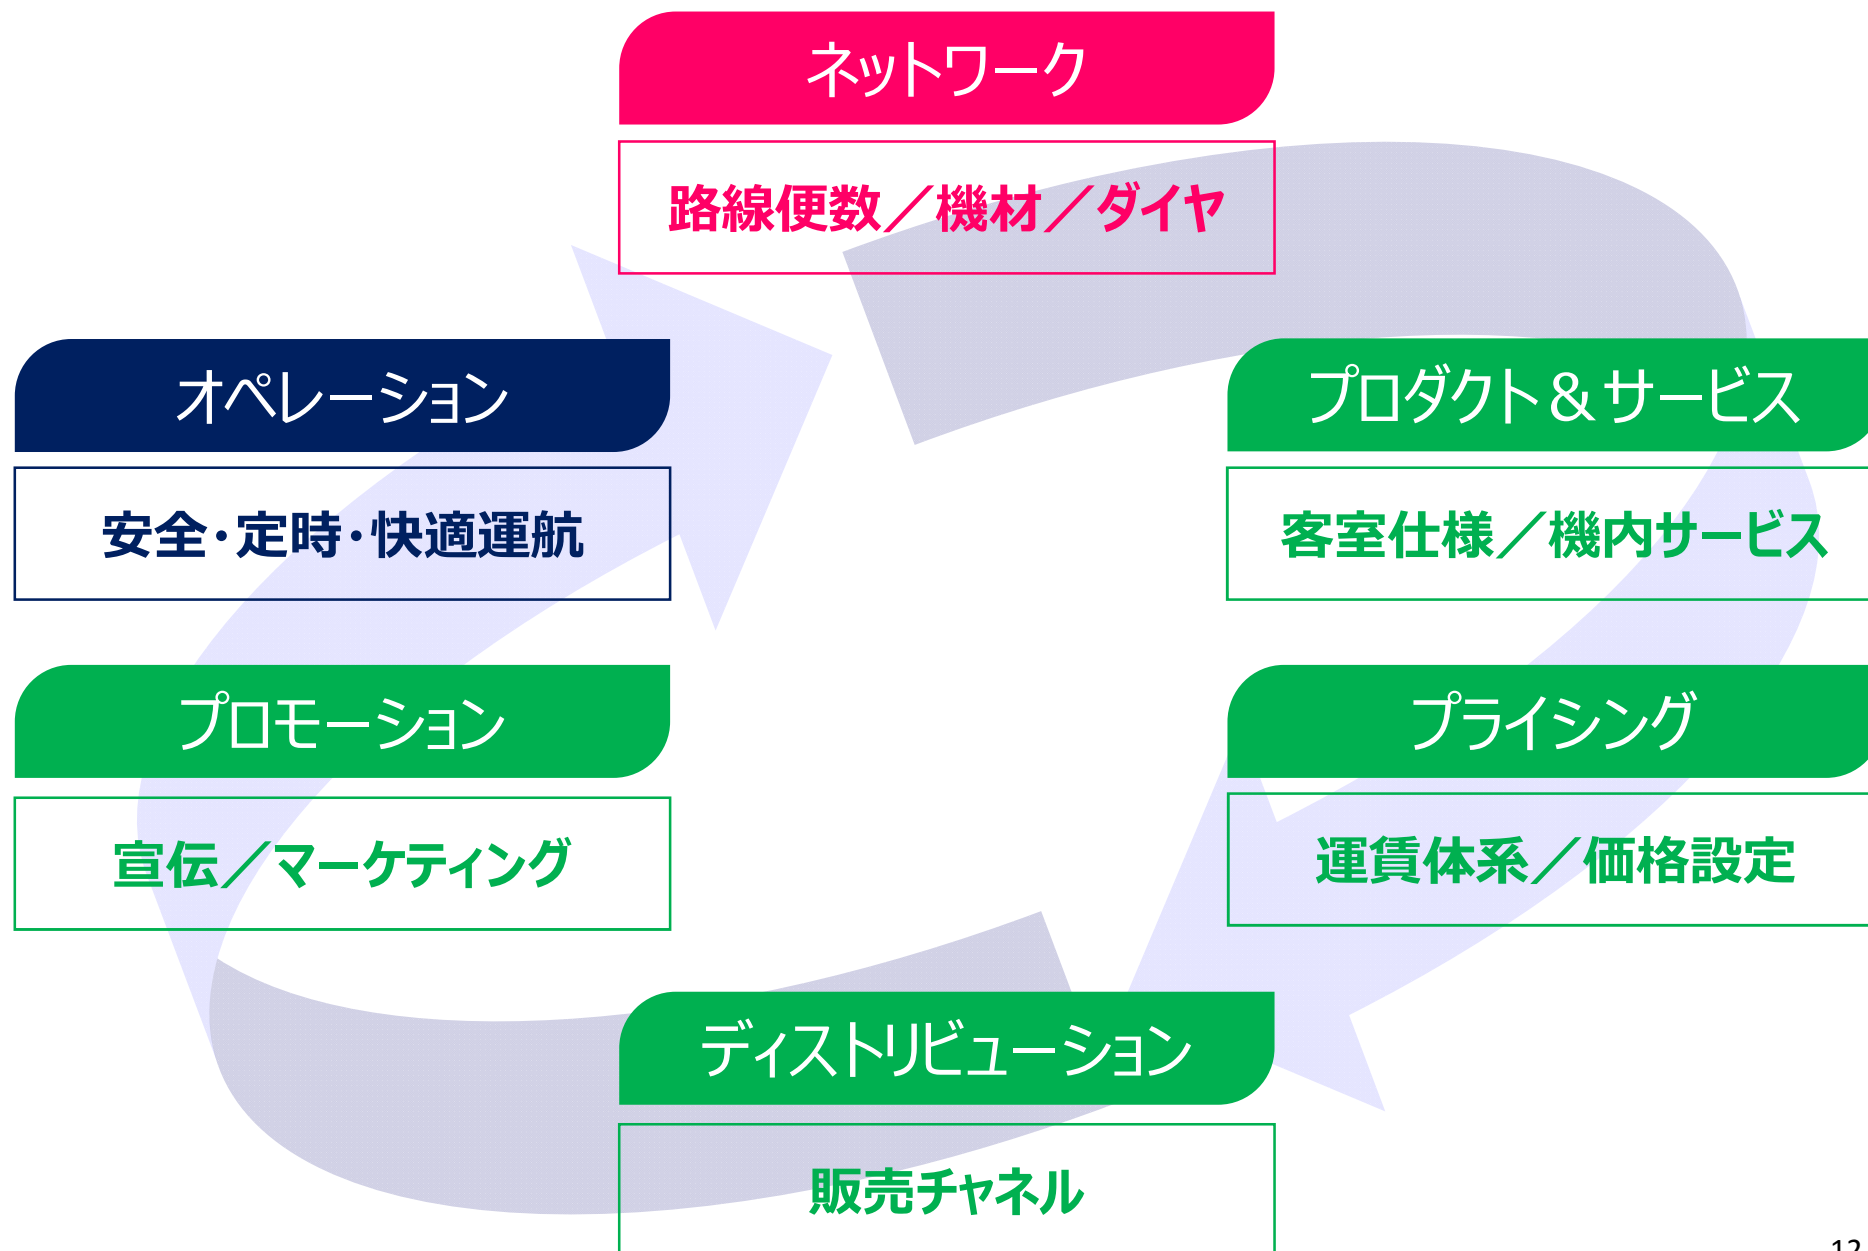 ネットワーク
路線便数／機材／ダイヤ
オペレーション
安全・定時・快適運航
プロダクト＆サービス
客室仕様／機内サービス
プロモーション
宣伝／マーケティング
プライシング
運賃体系／価格設定
ディストリビューション
販売チャネル
12